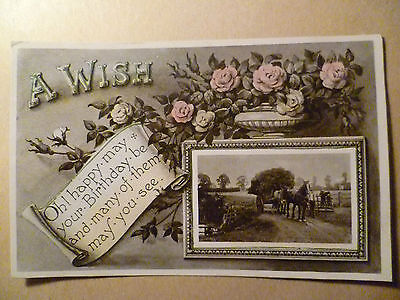 A WISH
Oh! happy may
your Birthday be
and many of them
may you see.